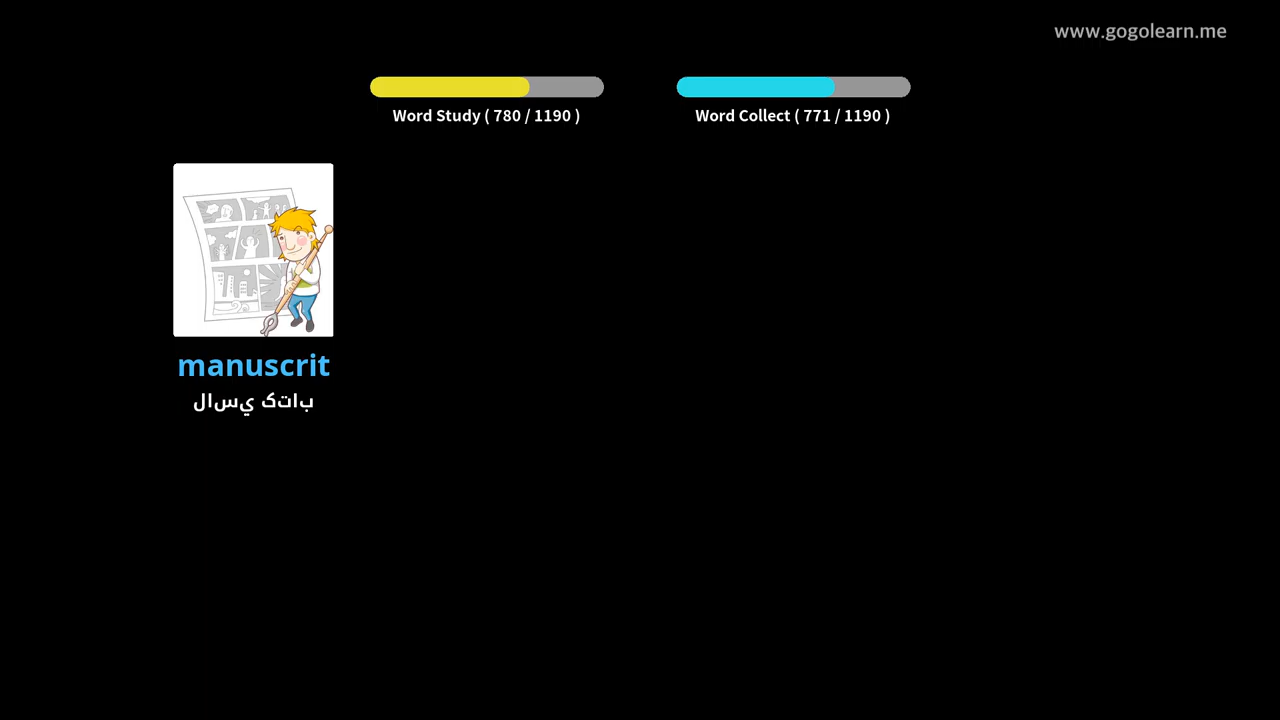 www.gogolearn.me
Word Study ( 780 / 1190 )
Word Collect ( 771 / 1190 )
manuscrit
باتک يسال